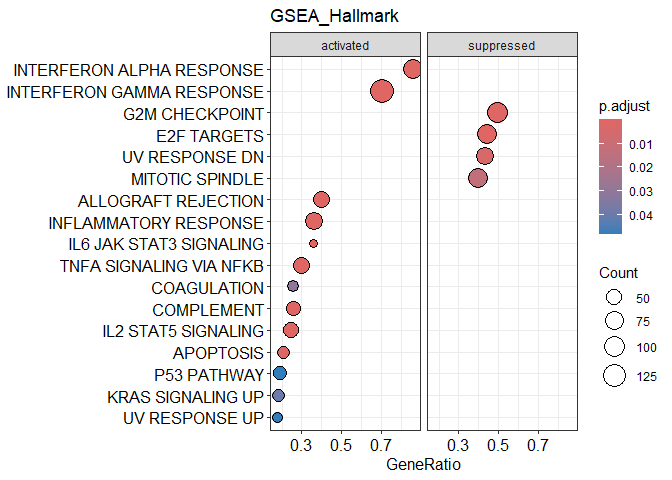 GSEA_Hallmark
activated
suppressed
INTERFERON ALPHA RESPONSE
INTERFERON GAMMA RESPONSE
G2M CHECKPOINT
E2F TARGETS
UV RESPONSE DN
MITOTIC SPINDLE
ALLOGRAFT REJECTION
INFLAMMATORY RESPONSE
IL6 JAK STAT3 SIGNALING
TNFA SIGNALING VIA NFKB
COAGULATION
COMPLEMENT
IL2 STAT5 SIGNALING
APOPTOSIS
P53 PATHWAY
KRAS SIGNALING UP
UV RESPONSE UP
0.3 0.5 0.7
0.3 0.5 0.7
GeneRatio
p.adjust
0.01
0.02
0.03
0.04
Count
50
75
100
125